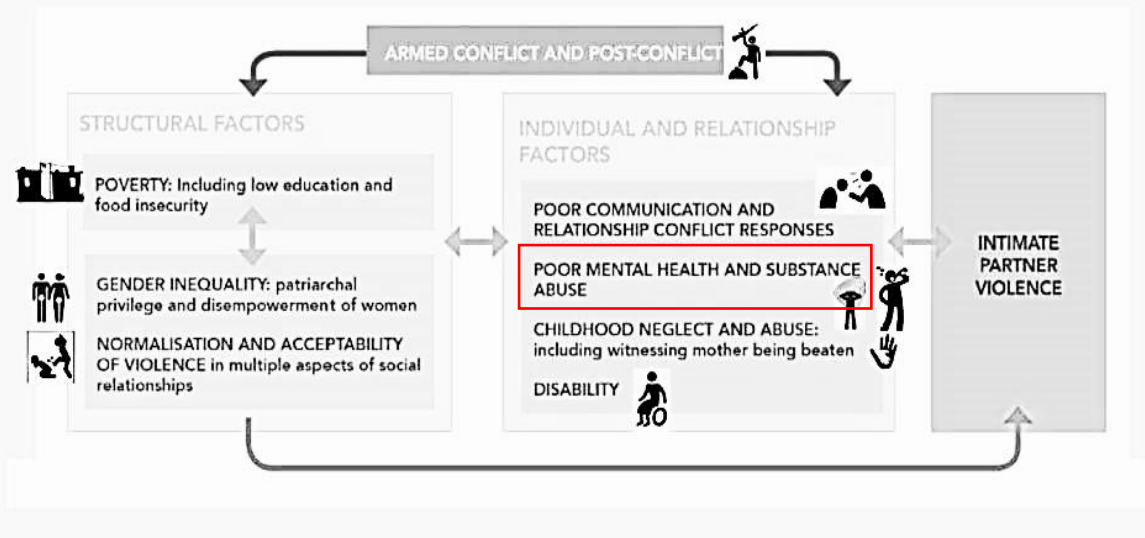 ARMED CONFLICT AND POST-CONFLICT
STRUCTURAL FACTORS
POVERTY: Including low education and
food insecurity
GENDER INEQUALITY: patriarchal
privilege and disempowerment of women
NORMALISATION AND ACCEPTABILITY
OF VIOLENCE in multiple aspects of social
relationships
INDIVIDUAL AND RELATIONSHIP
FACTORS
POOR COMMUNICATION AND
RELATIONSHIP CONFLICT RESPONSES
POOR MENTAL HEALTH AND SUBSTANCE
ABUSE
CHILDHOOD NEGLECT AND ABUSE:
including witnessing mother being beaten
DISABILITY
INTIMATE
PARTNER
VIOLENCE